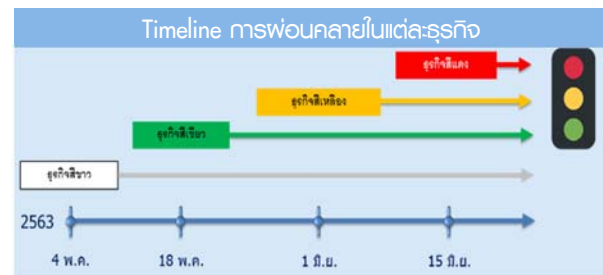 Timeline การผ่อนคลายในแต่ละธุรกิจ
ธุรกิจสีแดง
ธุรกิจสีเหลือง
ธุรกิจสีเขียว
ธุรกิจสีขาว
2563
4 พ.ค. 18 พ.ค. 1 มิ.ย. 15 มิ.ย.